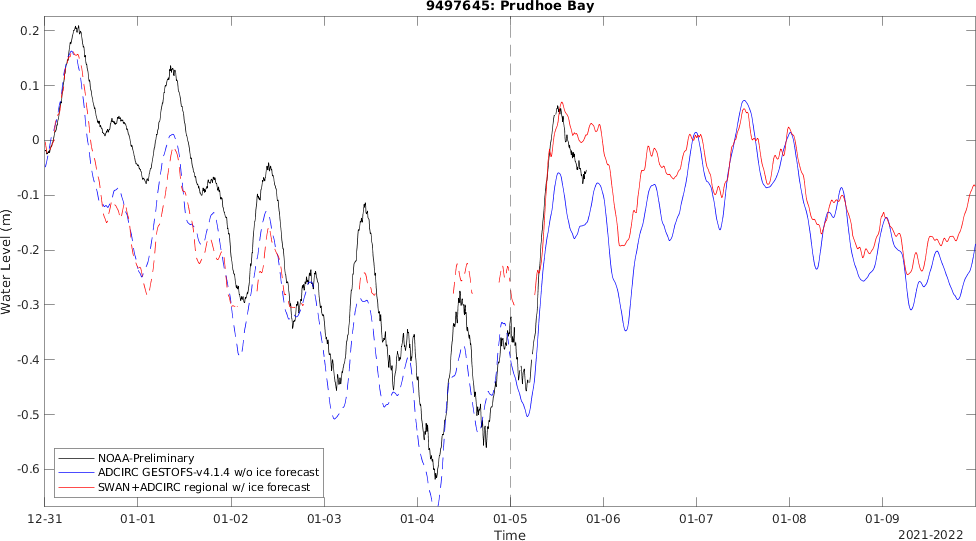 9497645: Prudhoe Bay
Water Level (m)
0.2
0.1
0
-0.1
-0.2
-0.3
-0.4
-0.5
-0.6
NOAA-Preliminary
ADCIRC GESTOFS-v4.1.4 w/o ice forecast
SWAN+ADCIRC regional w/ ice forecast
12-31 01-01 01-02 01-03 01-04 01-05 01-06 01-07 01-08 01-09
Time
2021-2022